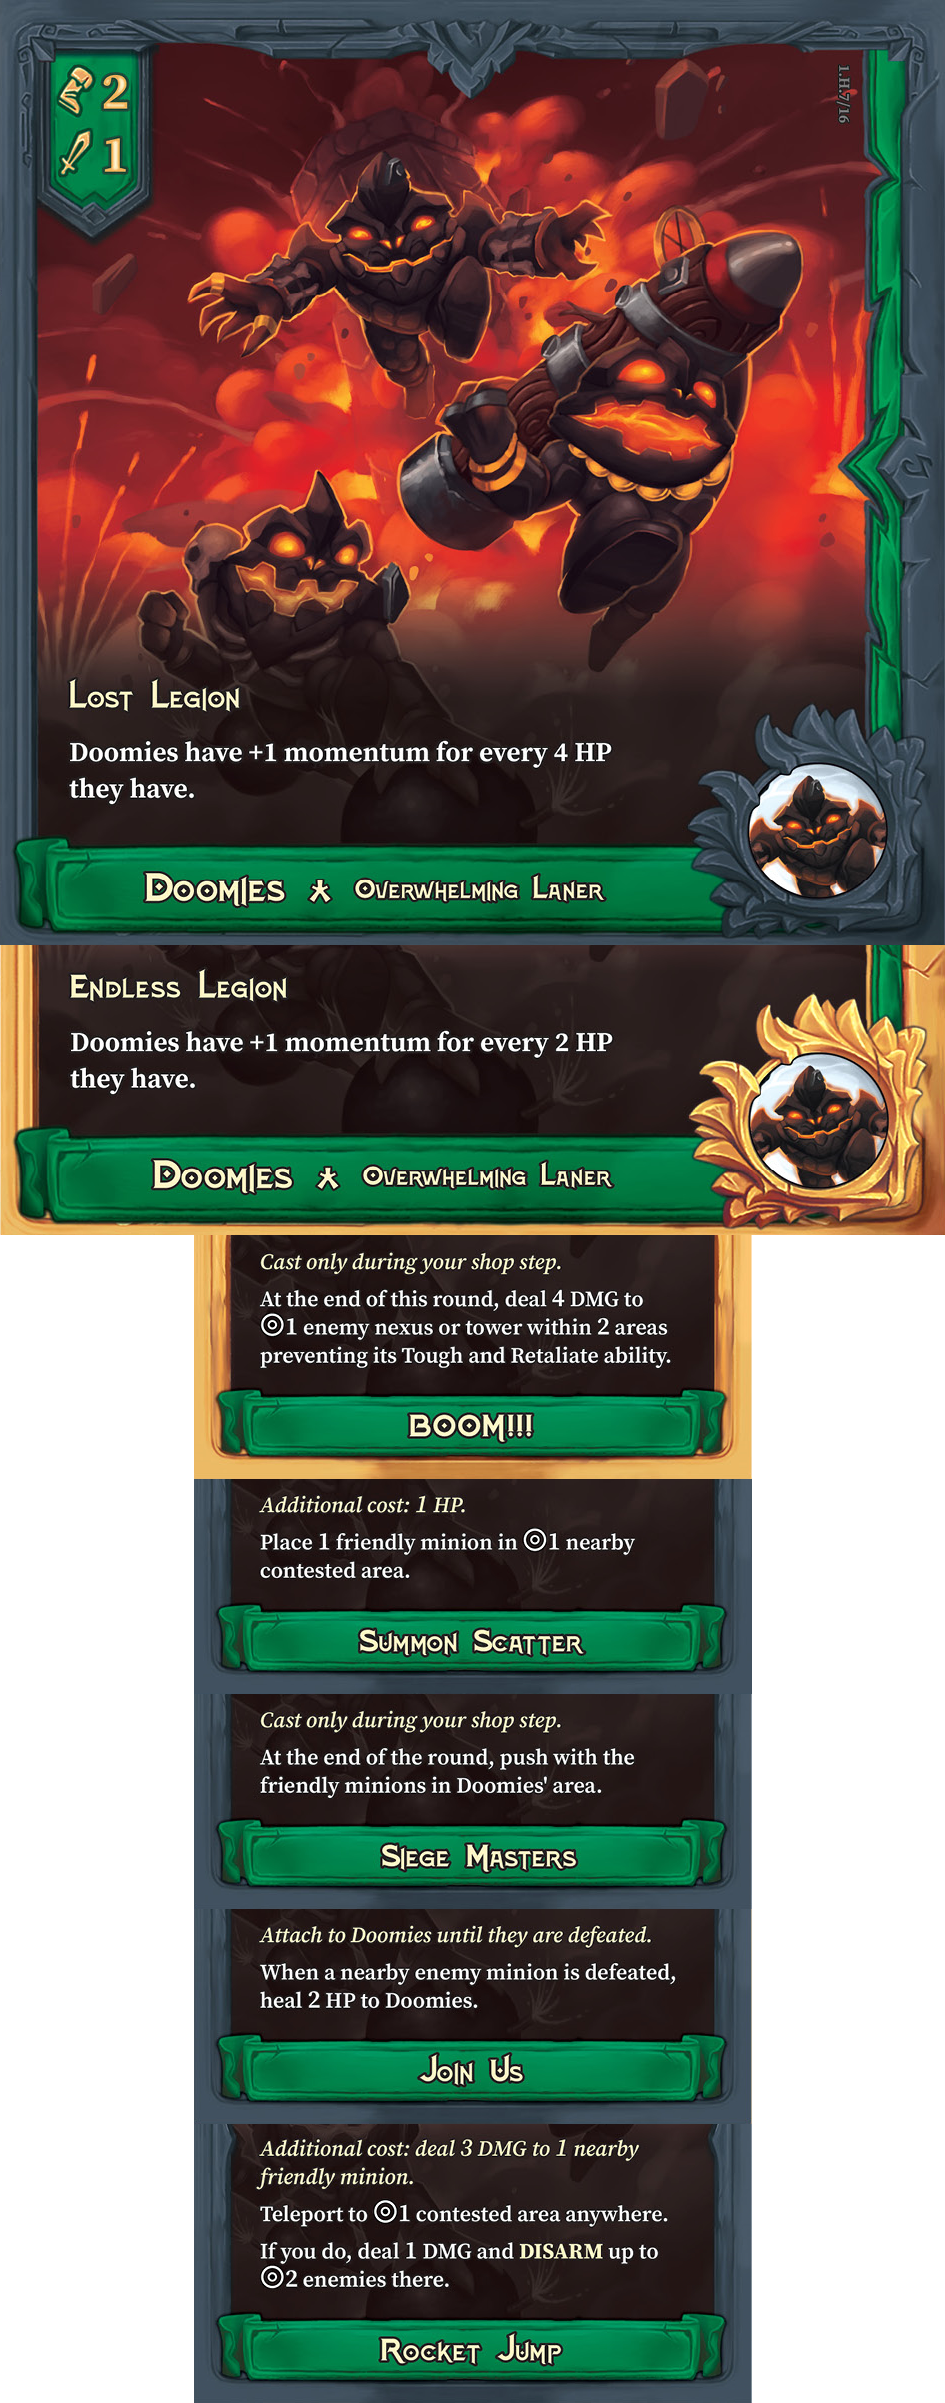 2
1
1.H.7/16
5
Lost Legion
Doomies have +1 momentum for every 4 HP
they have.
Doomies Overwhelming Laner
Endless Legion
Doomies have +1 momentum for every 2 HP
they have.
Doomies Overwhelming Laner
Cast only during your shop step.
At the end of this round, deal 4 DMG to
1 enemy nexus or tower within 2 areas
preventing its Tough and Retaliate ability.
BOOM!!!
Additional cost: 1 HP.
Place 1 friendly minion in 1 nearby
contested area.
Summon Scatter
Cast only during your shop step.
At the end of the round, push with the
friendly minions in Doomies' area.
Siege Masters
Attach to Doomies until they are defeated.
When a nearby enemy minion is defeated,
heal 2 HP to Doomies.
Join Us
Additional cost: deal 3 DMG to 1 nearby
friendly minion.
Teleport to 1 contested area anywhere.
If you do, deal 1 DMG and DISARM up to
2 enemies there.
Rocket Jump